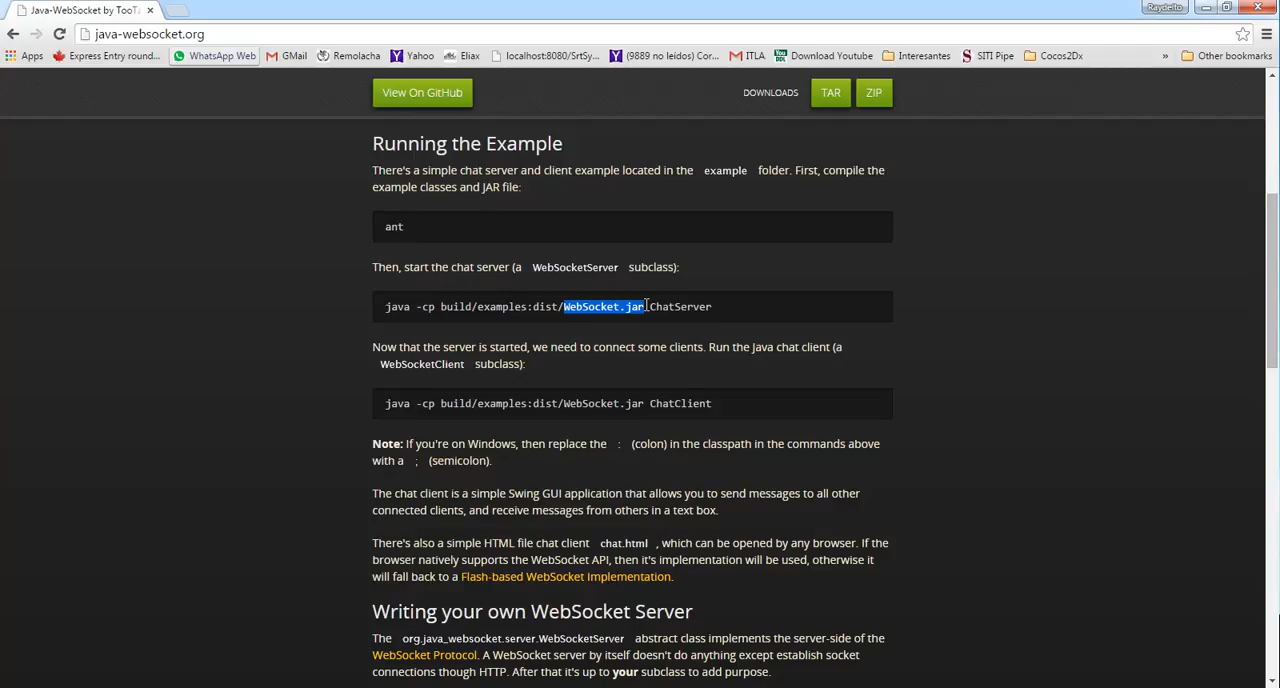 Java-WebSocket by TooTa
Raydelto
java-websocket.org
Apps Express Entry round... WhatsApp Web GMail Remolacha Yahoo Eliax localhost:8080/SrtSy... (9889 no leídos) Cor... ITLA Download Youtube Interesantes SITI Pipe Cocos2Dx » Other bookmarks
View On GitHub DOWNLOADS TAR ZIP
Running the Example
There's a simple chat server and client example located in the example folder. First, compile the
example classes and JAR file:
ant
Then, start the chat server (a WebSocketServer subclass):
java -cp build/examples:dist/WebSocket.jar ChatServer
Now that the server is started, we need to connect some clients. Run the Java chat client (a
WebSocketClient subclass):
java -cp build/examples:dist/WebSocket.jar ChatClient
Note: If you're on Windows, then replace the : (colon) in the classpath in the commands above
with a ; (semicolon).
The chat client is a simple Swing GUI application that allows you to send messages to all other
connected clients, and receive messages from others in a text box.
There's also a simple HTML file chat client chat.html , which can be opened by any browser. If the
browser natively supports the WebSocket API, then it's implementation will be used, otherwise it
will fall back to a Flash-based WebSocket Implementation.
Writing your own WebSocket Server
The org.java_websocket.server.WebSocketServer abstract class implements the server-side of the
WebSocket Protocol. A WebSocket server by itself doesn't do anything except establish socket
connections though HTTP. After that it's up to your subclass to add purpose.